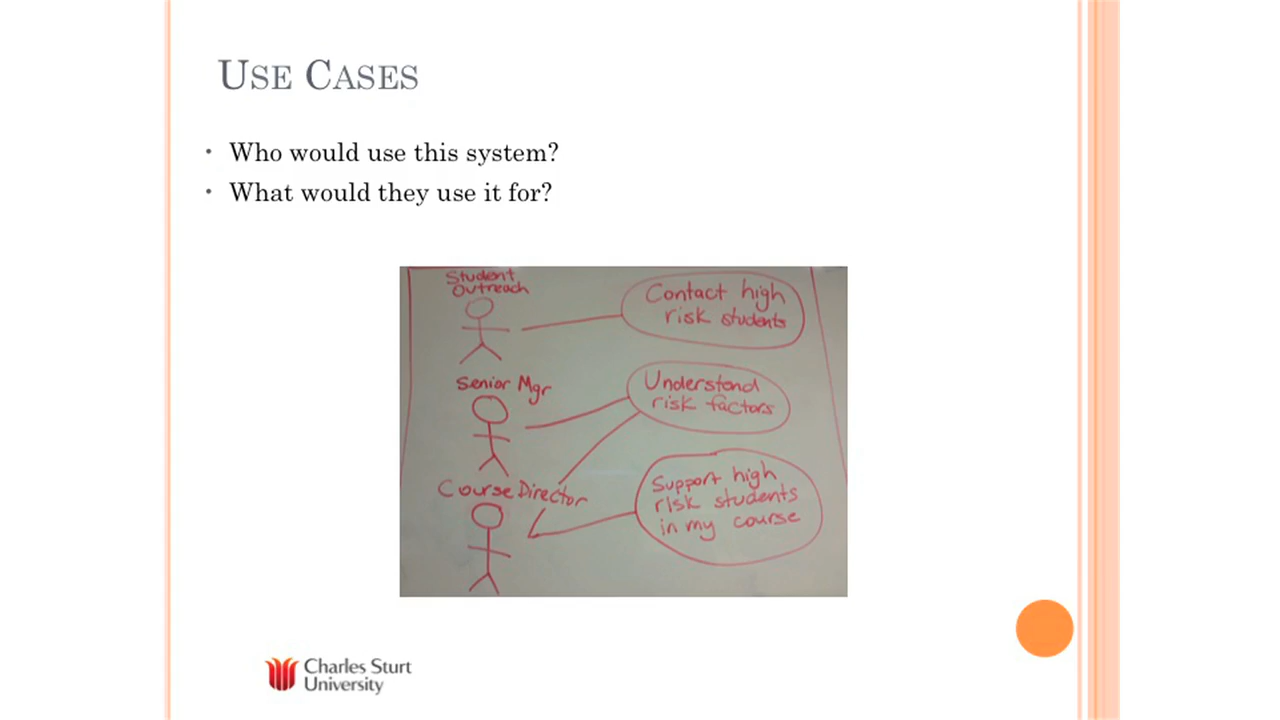 USE CASES
• Who would use this system?
• What would they use it for?
Student
Outreach
Contact high
risk students
Senior Mgr
Understand
risk factors
Course Director
Support high
risk students
in my course
Charles Sturt
University